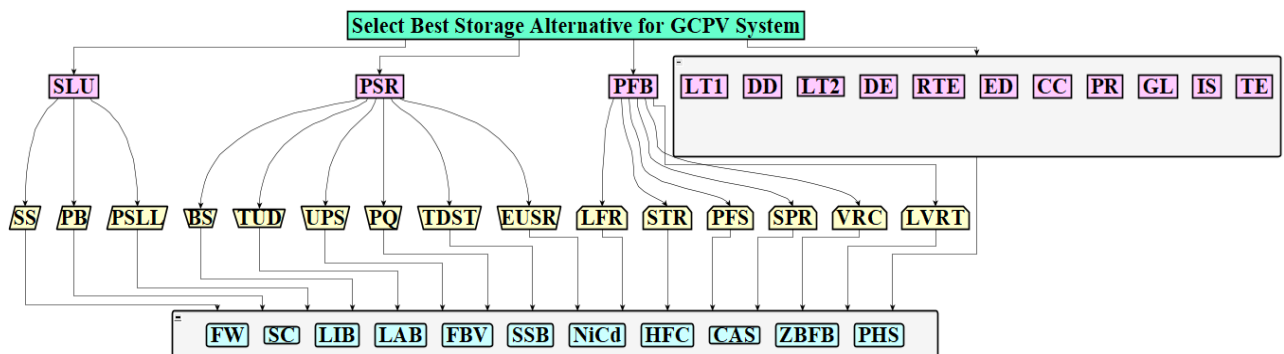 Select Best Storage Alternative for GCPV System
SLU PSR PFB LT1 DD LT2 DE RTE ED CC PR GL IS TE
SS PB PSLL BS TUD UPS PQ TDST EUSR LFR STR PFS SPR VRC LVRT
FW SC LIB LAB FBV SSB NiCd HFC CAS ZBFB PHS